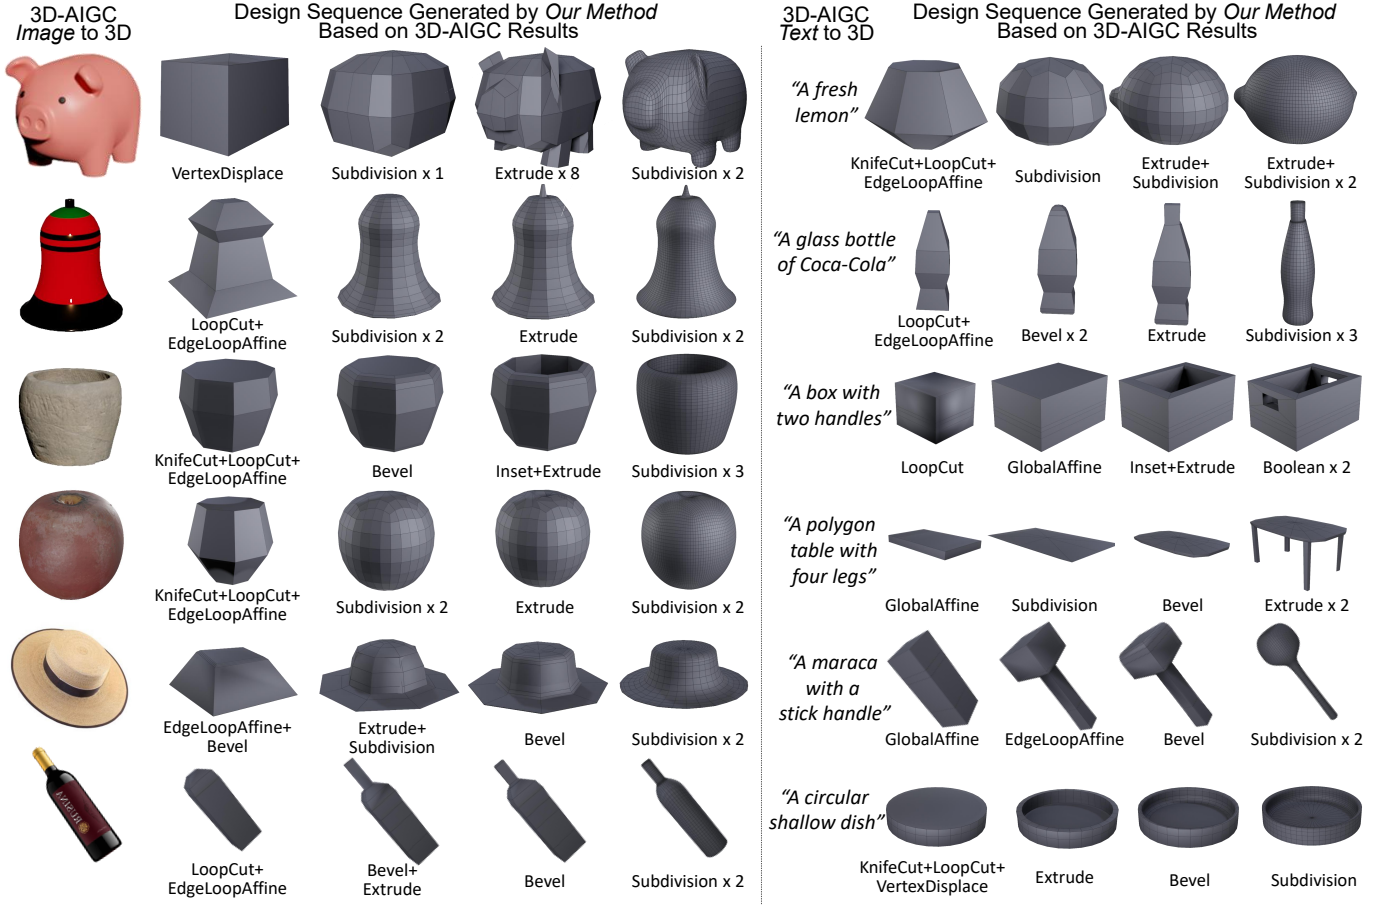 3D-AIGC
Image to 3D
Design Sequence Generated by Our Method
Based on 3D-AIGC Results
VertexDisplace
Subdivision x 1
Extrude x 8
Subdivision x 2
LoopCut+
EdgeLoopAffine
Subdivision x 2
Extrude
Subdivision x 2
KnifeCut+LoopCut+
EdgeLoopAffine
Bevel
Inset+Extrude
Subdivision x 3
KnifeCut+LoopCut+
EdgeLoopAffine
Subdivision x 2
Extrude
Subdivision x 2
EdgeLoopAffine+
Bevel
Extrude+
Subdivision
Bevel
Subdivision x 2
LoopCut+
EdgeLoopAffine
Bevel+
Extrude
Bevel
Subdivision x 2
3D-AIGC
Text to 3D
Design Sequence Generated by Our Method
Based on 3D-AIGC Results
“A fresh
lemon”
KnifeCut+LoopCut+
EdgeLoopAffine
Subdivision
Extrude+
Subdivision
Extrude+
Subdivision x 2
“A glass bottle
of Coca-Cola”
LoopCut+
EdgeLoopAffine
Bevel x 2
Extrude
Subdivision x 3
“A box with
two handles”
LoopCut
GlobalAffine
Inset+Extrude
Boolean x 2
“A polygon
table with
four legs”
GlobalAffine
Subdivision
Bevel
Extrude x 2
“A maraca
with a
stick handle”
GlobalAffine
EdgeLoopAffine
Bevel
Subdivision x 2
“A circular
shallow dish”
KnifeCut+LoopCut+
VertexDisplace
Extrude
Bevel
Subdivision